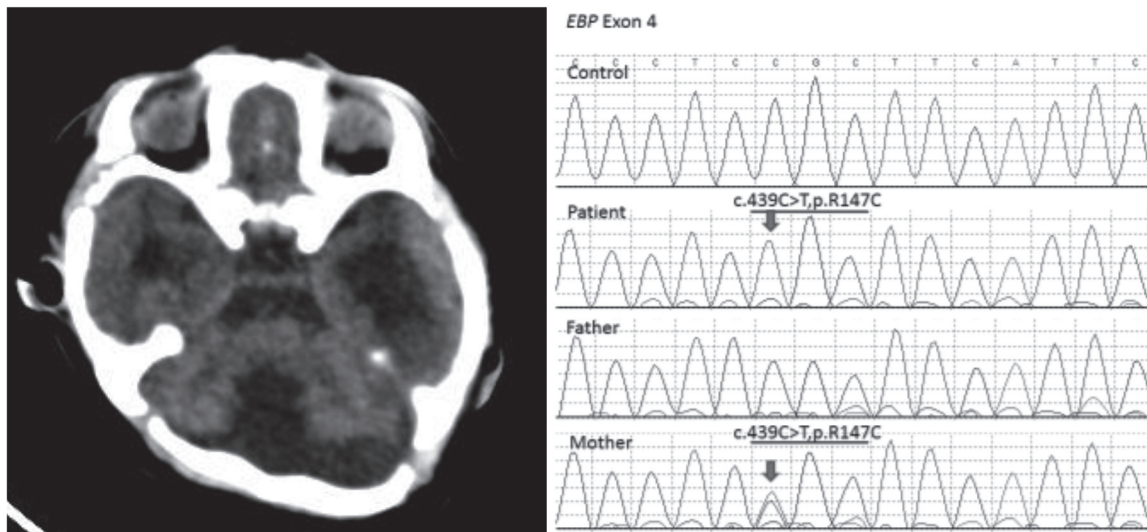 EBP Exon 4
C C C T C C G C T T C A T T C
Control
c.439C>T,p.R147C
Patient
Father
c.439C>T,p.R147C
Mother